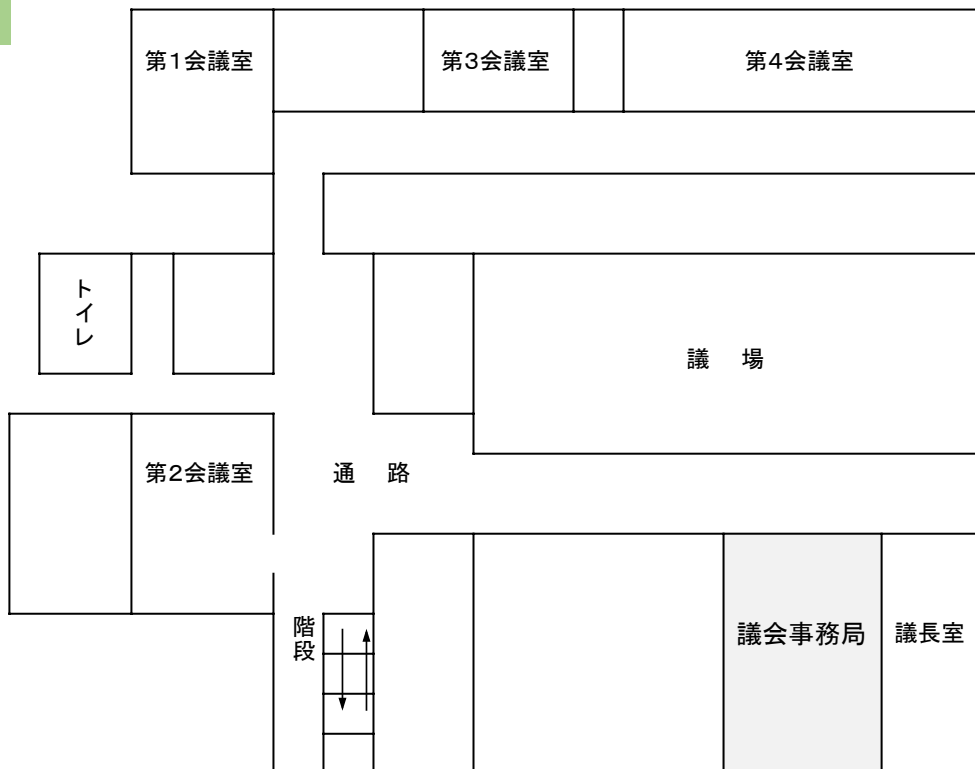 第1会議室
第3会議室
第4会議室
トイレ
議　場
第2会議室
通　路
階段
議会事務局
議長室